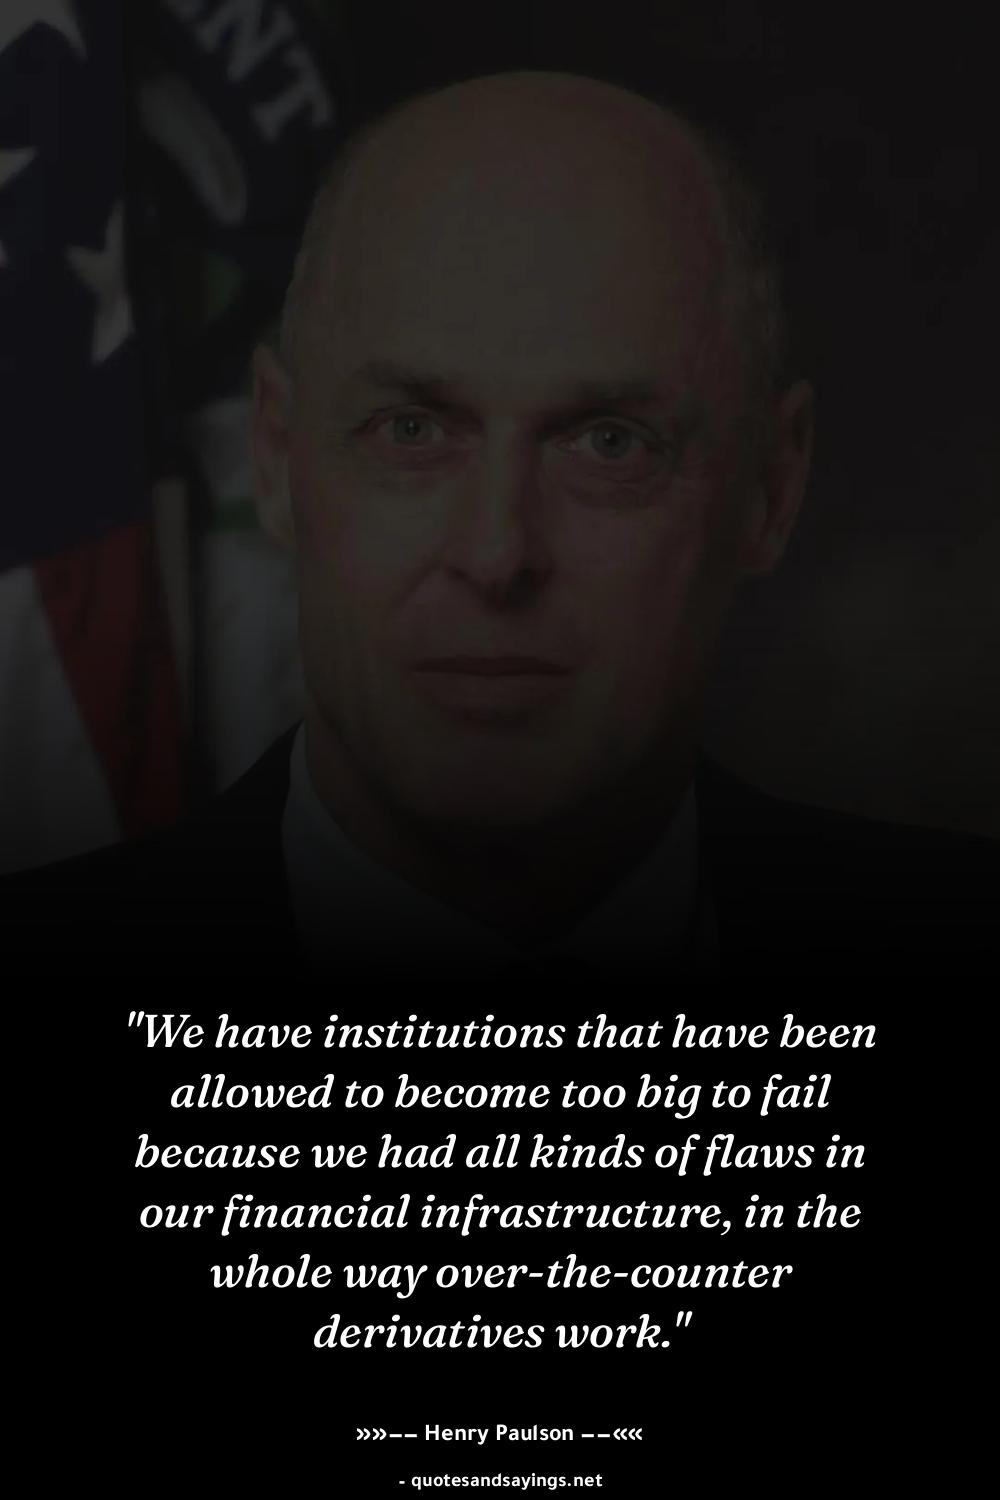 NT
"We have institutions that have been
allowed to become too big to fail
because we had all kinds of flaws in
our financial infrastructure, in the
whole way over-the-counter
derivatives work."
»»−− Henry Paulson −−««
- quotesandsayings.net